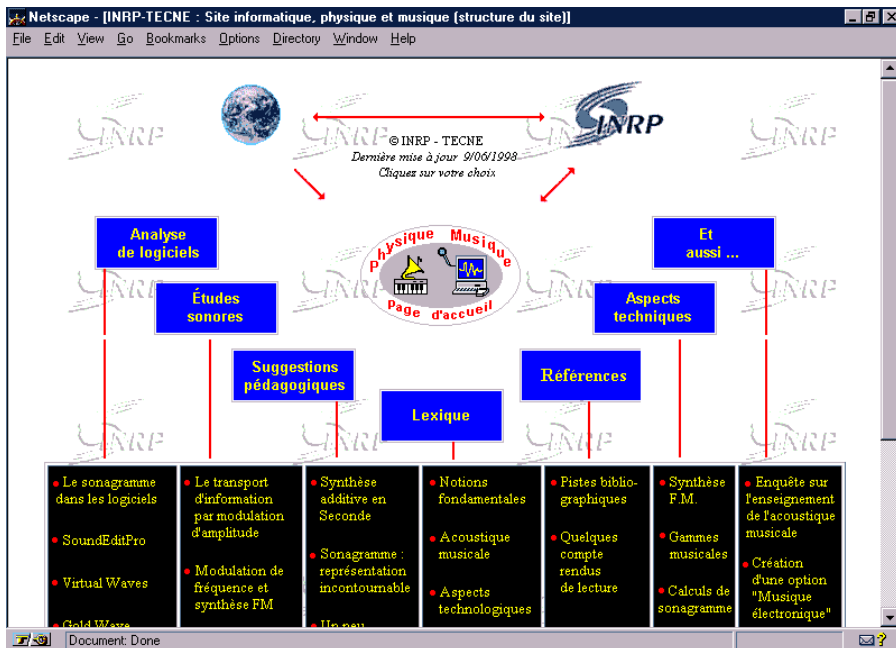 Netscape - [INRP-TECNE : Site informatique, physique et musique (structure du site)]
File Edit View Go Bookmarks Options Directory Window Help
INRP
© INRP - TECNE
Dernière mise à jour 9/06/1998
Cliquez sur votre choix
Physique Musique
Page d'accueil
Analyse
de logiciels
Études
sonores
Suggestions
pédagogiques
Lexique
Références
Aspects
techniques
Et
aussi ...
• Le sonagramme
dans les logiciels
• SoundEditPro
• Virtual Waves
• Gold Wave
• Le transport
d'information
par modulation
d'amplitude
• Modulation de
fréquence et
synthèse FM
• Synthèse
additive en
Seconde
• Sonagramme :
représentation
incontournable
• Un peu
• Notions
fondamentales
• Acoustique
musicale
• Aspects
technologiques
• Pistes biblio-
graphiques
• Quelques
compte
rendus
de lecture
• Synthèse
F.M.
• Gammes
musicales
• Calculs de
sonagramme
• Enquête sur
l'enseignement
de l'acoustique
musicale
• Création
d'une option
"Musique
électronique"
Document: Done